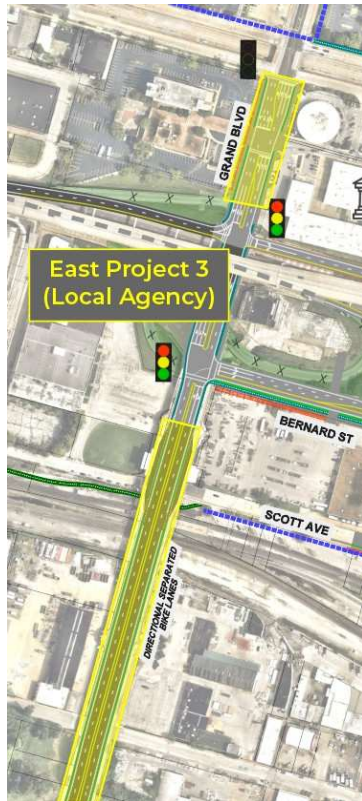 GRAND BLVD
East Project 3
(Local Agency)
BERNARD ST
SCOTT AVE
DIRECTIONAL SEPARATED
BIKE LANES